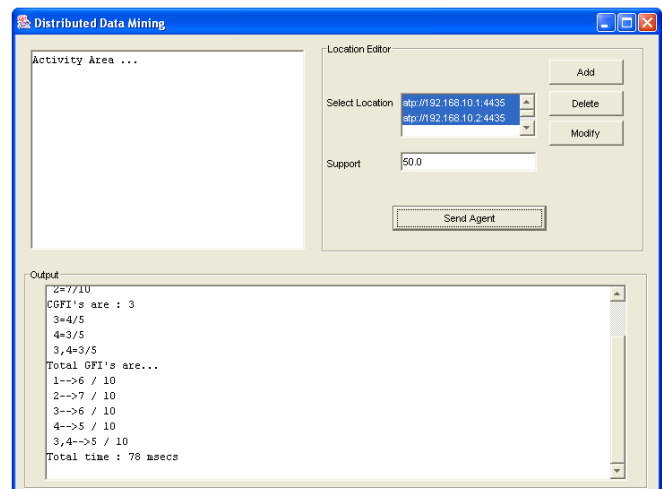 Distributed Data Mining
Activity Area ...
Location Editor
Add
Select Location
atp://192.168.10.1:4435
Delete
atp://192.168.10.2:4435
Modify
Support
50.0
Send Agent
Output
2=7/10
CGFI's are : 3
3=4/5
4=3/5
3,4=3/5
Total GFI's are...
1-->6 / 10
2-->7 / 10
3-->6 / 10
4-->5 / 10
3,4-->5 / 10
Total time : 78 msecs